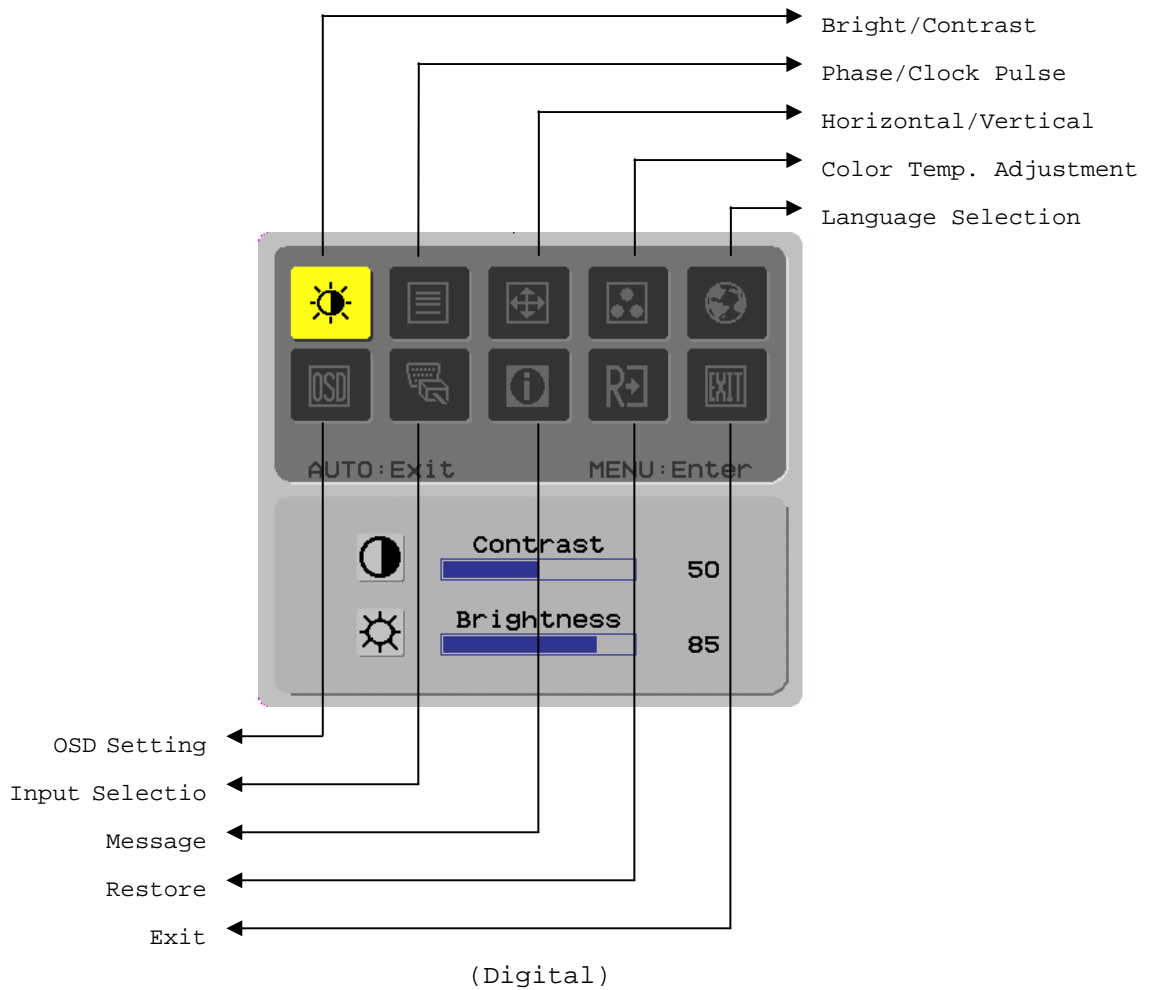 Bright/Contrast
Phase/Clock Pulse
Horizontal/Vertical
Color Temp. Adjustment
Language Selection
OSD
i
R
EXIT
AUTO:Exit MENU:Enter
Contrast
50
Brightness
85
OSD Setting
Input Selectio
Message
Restore
Exit
(Digital)